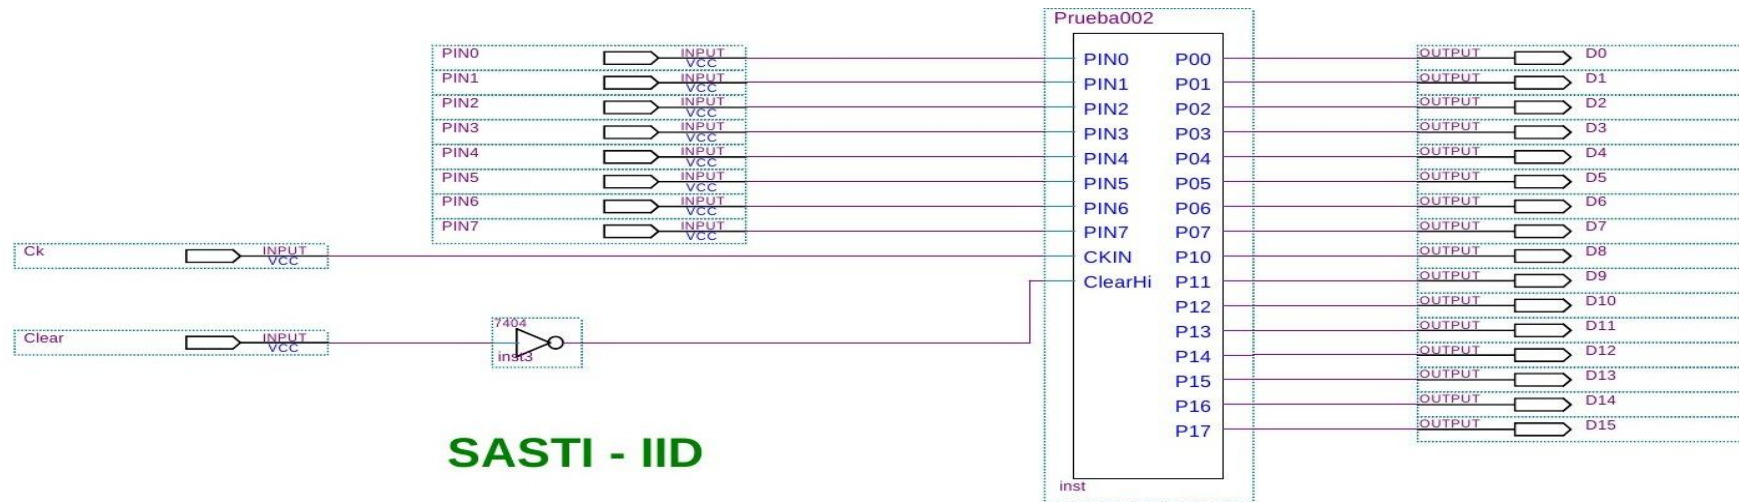 Prueba002
PIN0 INPUT VCC PIN0 P00 OUTPUT D0
PIN1 INPUT VCC PIN1 P01 OUTPUT D1
PIN2 INPUT VCC PIN2 P02 OUTPUT D2
PIN3 INPUT VCC PIN3 P03 OUTPUT D3
PIN4 INPUT VCC PIN4 P04 OUTPUT D4
PIN5 INPUT VCC PIN5 P05 OUTPUT D5
PIN6 INPUT VCC PIN6 P06 OUTPUT D6
PIN7 INPUT VCC PIN7 P07 OUTPUT D7
Ck INPUT VCC CKIN P10 OUTPUT D8
ClearHi P11 OUTPUT D9
P12 OUTPUT D10
7404
Clear INPUT VCC P13 OUTPUT D11
inst3 P14 OUTPUT D12
P15 OUTPUT D13
P16 OUTPUT D14
P17 OUTPUT D15
SASTI - IID
inst